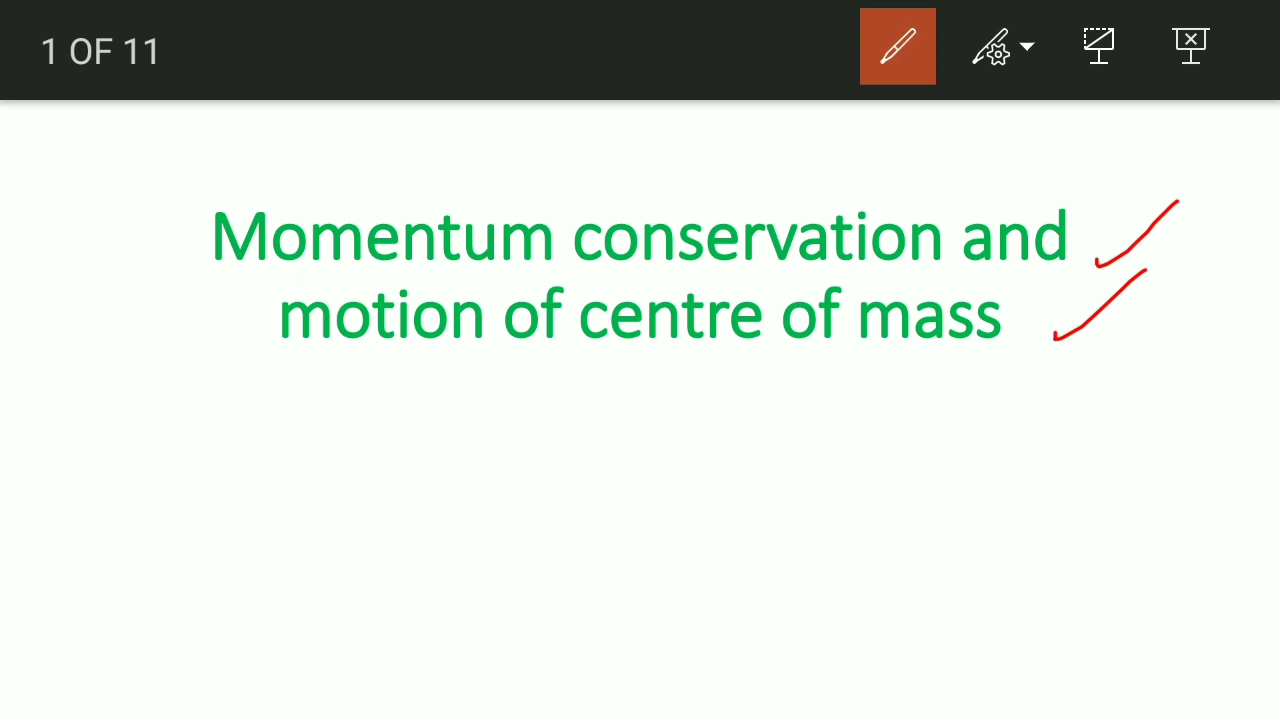 1 OF 11
Momentum conservation and
motion of centre of mass